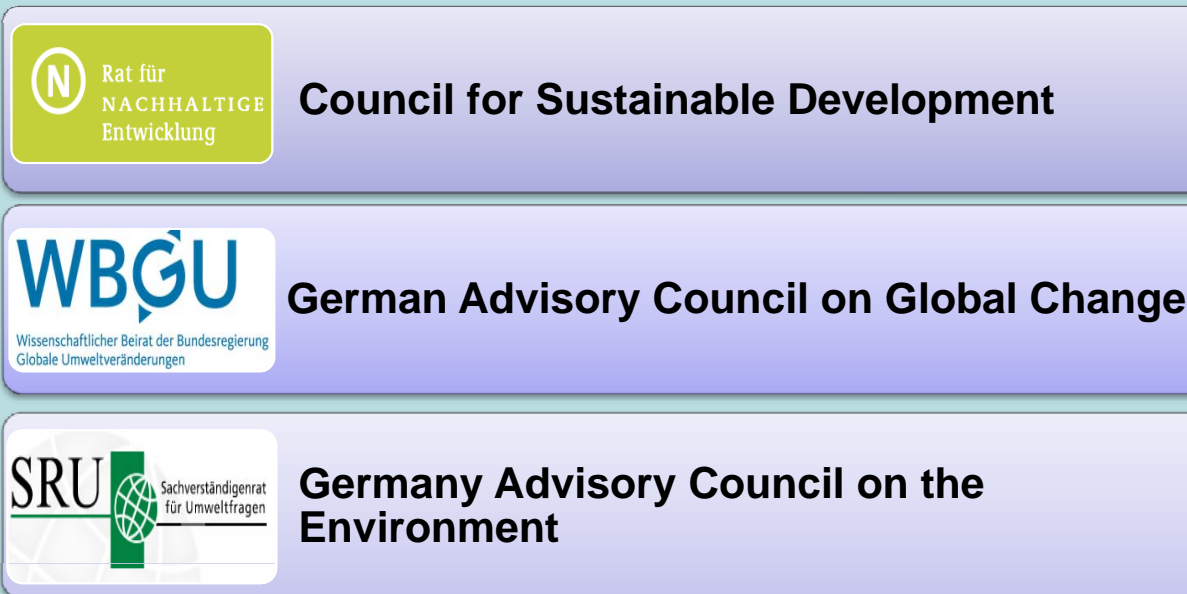 N
Rat für
NACHHALTIGE
Entwicklung
Council for Sustainable Development
WBGU
Wissenschaftlicher Beirat der Bundesregierung
Globale Umweltveränderungen
German Advisory Council on Global Change
SRU
Sachverständigenrat
für Umweltfragen
Germany Advisory Council on the
Environment